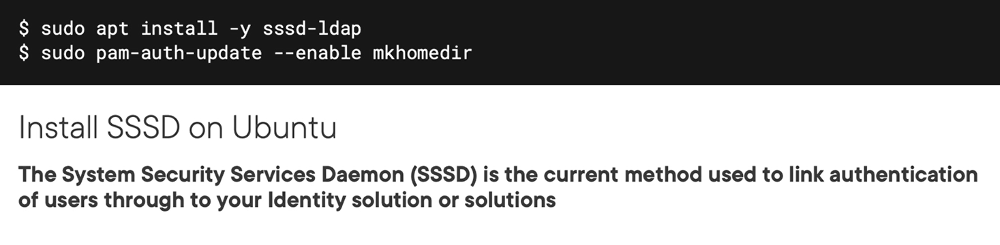 $ sudo apt install -y sssd-ldap
$ sudo pam-auth-update --enable mkhomedir
Install SSSD on Ubuntu
The System Security Services Daemon (SSSD) is the current method used to link authentication
of users through to your Identity solution or solutions